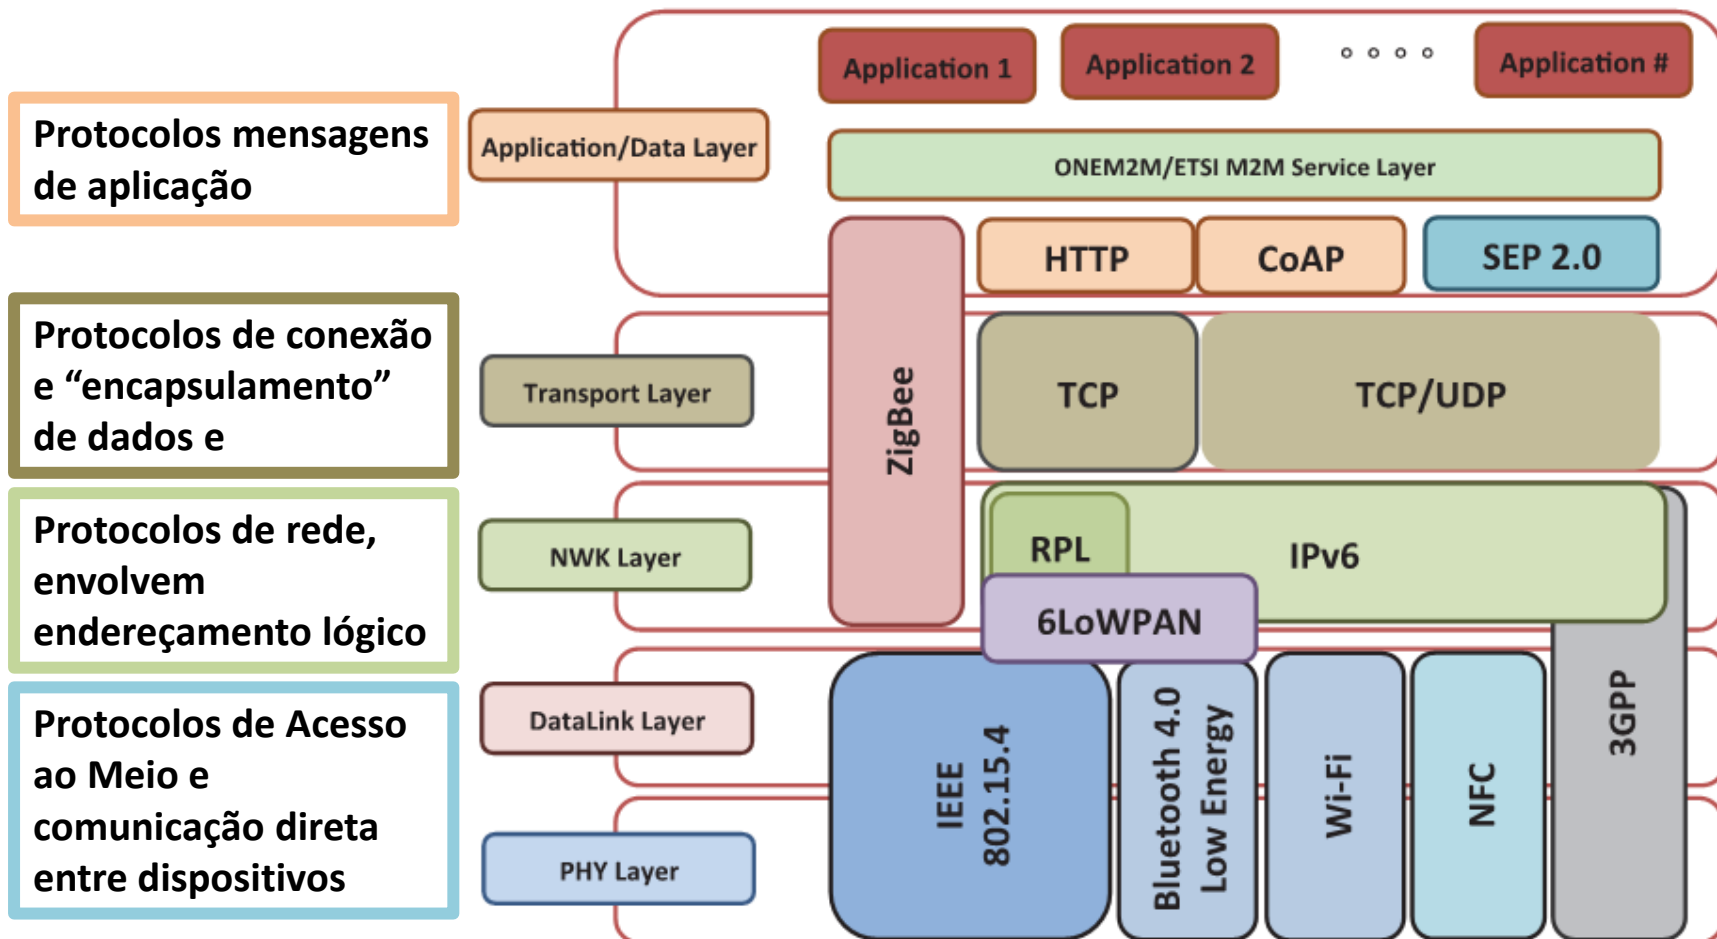 Application 1
Application 2
Application #
Protocolos mensagens
de aplicação
Application/Data Layer
ONEM2M/ETSI M2M Service Layer
HTTP
CoAP
SEP 2.0
Protocolos de conexão
e “encapsulamento”
de dados e
Transport Layer
ZigBee
TCP
TCP/UDP
Protocolos de rede,
envolvem
endereçamento lógico
NWK Layer
RPL
IPv6
6LoWPAN
Protocolos de Acesso
ao Meio e
comunicação direta
entre dispositivos
DataLink Layer
PHY Layer
IEEE
802.15.4
Bluetooth 4.0
Low Energy
Wi-Fi
NFC
3GPP